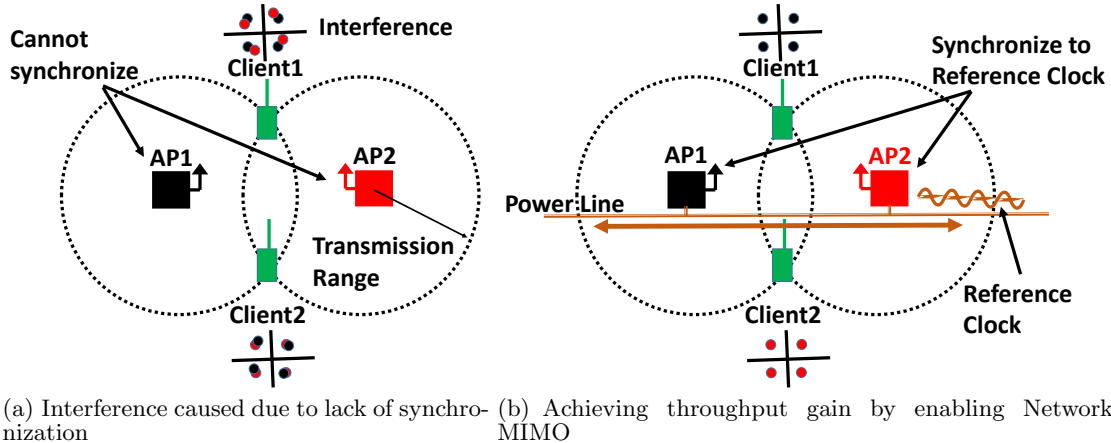 Cannot
synchronize
Interference
Client1
AP1
AP2
Transmission
Range
Client2
(a) Interference caused due to lack of synchro-
nization
Client1
Synchronize to
Reference Clock
AP1
AP2
Power Line
Reference
Clock
Client2
(b) Achieving throughput gain by enabling Network
MIMO